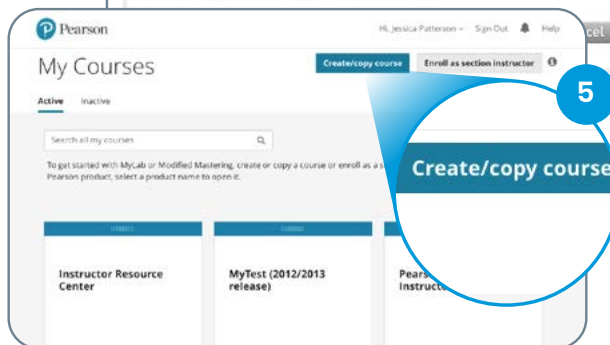 Pearson
Hi, Jessica Patterson
Sign Out
Help
cel
My Courses
Create/copy course
Enroll as section instructor
5
Active
Inactive
Search all my courses
To get started with MyLab or Modified Mastering, create or copy a course or enroll as a s
Pearson product, select a product name to open it.
Create/copy course
Instructor Resource
Center
MyTest (2012/2013
release)
Pears
Instruct